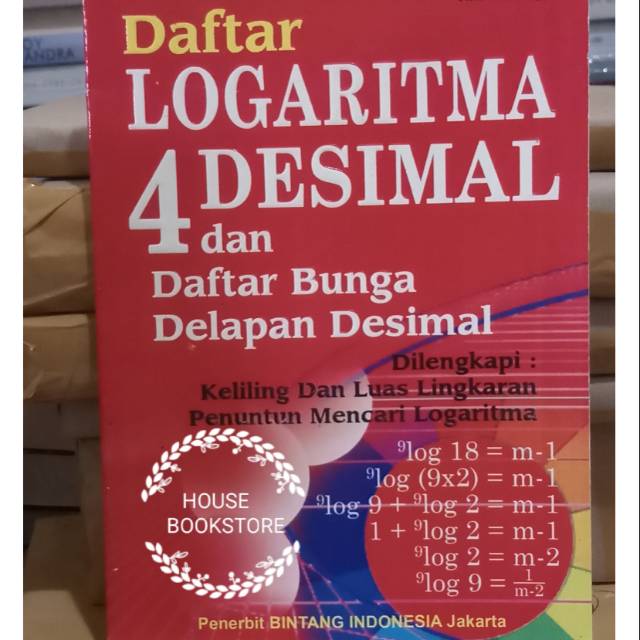 Daftar
LOGARITMA
4 DESIMAL
dan
Daftar Bunga
Delapan Desimal
Dilengkapi :
Keliling Dan Luas Lingkaran
Penuntun Mencari Logaritma
⁹log 18 = m-1
⁹log (9x2) = m-1
⁹log 9 + ⁹log 2 = m-1
1 + ⁹log 2 = m-1
⁹log 2 = m-2
⁹log 9 = 1/m-2
HOUSE
BOOKSTORE
Penerbit BINTANG INDONESIA Jakarta